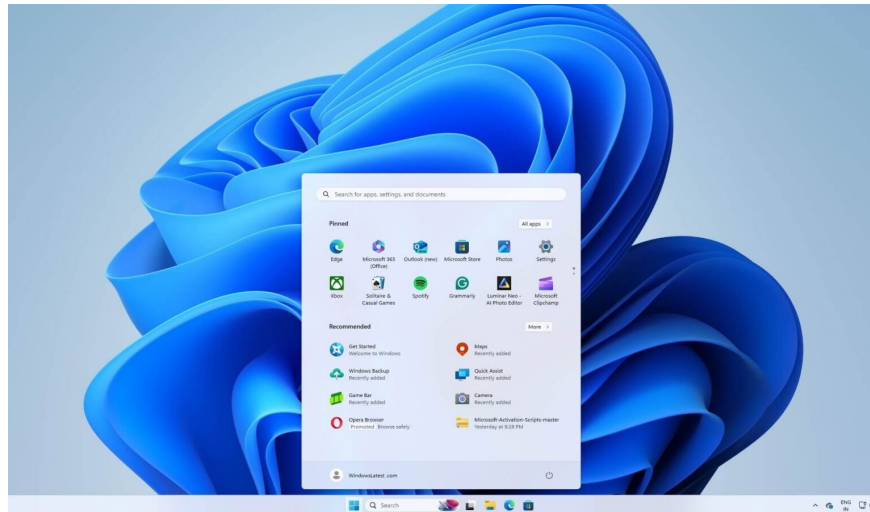 Search for apps, settings, and documents
Pinned
All apps
Edge
Microsoft 365
(Office)
Outlook (new)
Microsoft Store
Photos
Settings
Xbox
Solitaire &
Casual Games
Spotify
Grammarly
Luminar Neo -
AI Photo Editor
Microsoft
Clipchamp
Recommended
More
Get Started
Welcome to Windows
Maps
Recently added
Windows Backup
Recently added
Quick Assist
Recently added
Game Bar
Recently added
Camera
Recently added
Opera Browser
Promoted Browse safely.
Microsoft-Activation-Scripts-master
Yesterday at 9:28 PM
WindowsLatest .com
Search
ENG
IN